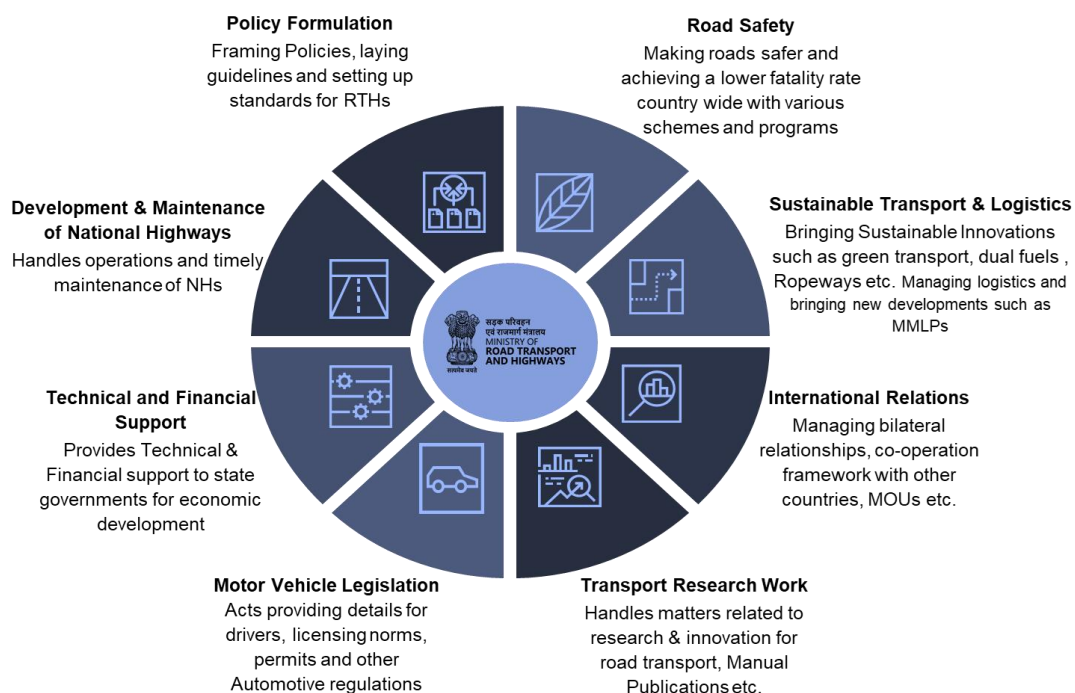 Policy Formulation
Framing Policies, laying
guidelines and setting up
standards for RTHs
Road Safety
Making roads safer and
achieving a lower fatality rate
country wide with various
schemes and programs
Sustainable Transport & Logistics
Bringing Sustainable Innovations
such as green transport, dual fuels ,
Ropeways etc. Managing logistics and
bringing new developments such as
MMLPs
International Relations
Managing bilateral
relationships, co-operation
framework with other
countries, MOUs etc.
Transport Research Work
Handles matters related to
research & innovation for
road transport, Manual
Publications etc.
Motor Vehicle Legislation
Acts providing details for
drivers, licensing norms,
permits and other
Automotive regulations
Technical and Financial
Support
Provides Technical &
Financial support to state
governments for economic
development
Development & Maintenance
of National Highways
Handles operations and timely
maintenance of NHs
सड़क परिवहन
एवं राजमार्ग मंत्रालय
MINISTRY OF
ROAD TRANSPORT
AND HIGHWAYS
सत्यमेव जयते